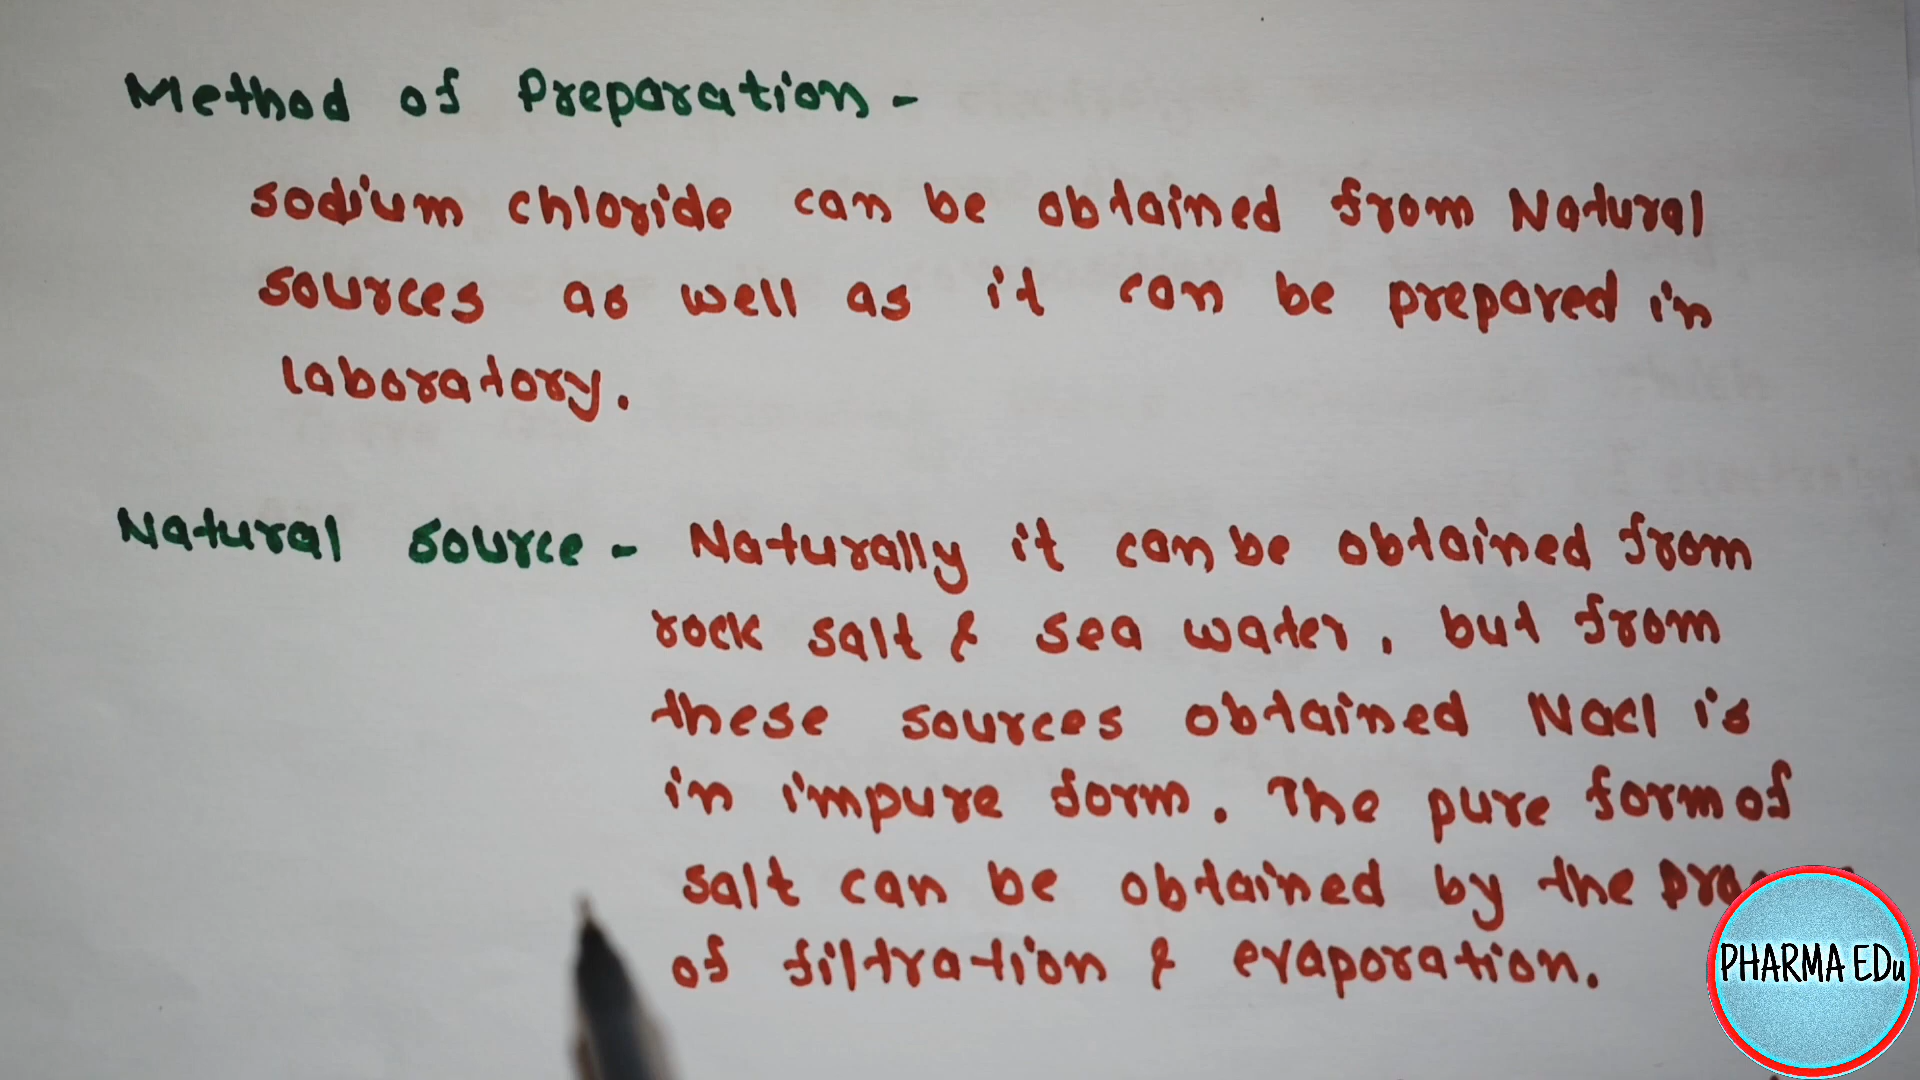 Method of Preparation -
sodium chloride can be obtained from Natural
sources as well as it can be prepared in
laboratory.
Natural source - Naturally it can be obtained from
rock salt & sea water, but from
these sources obtained Nacl is
in impure form. The pure form of
salt can be obtained by the
of filtration & evaporation.
PHARMA EDu